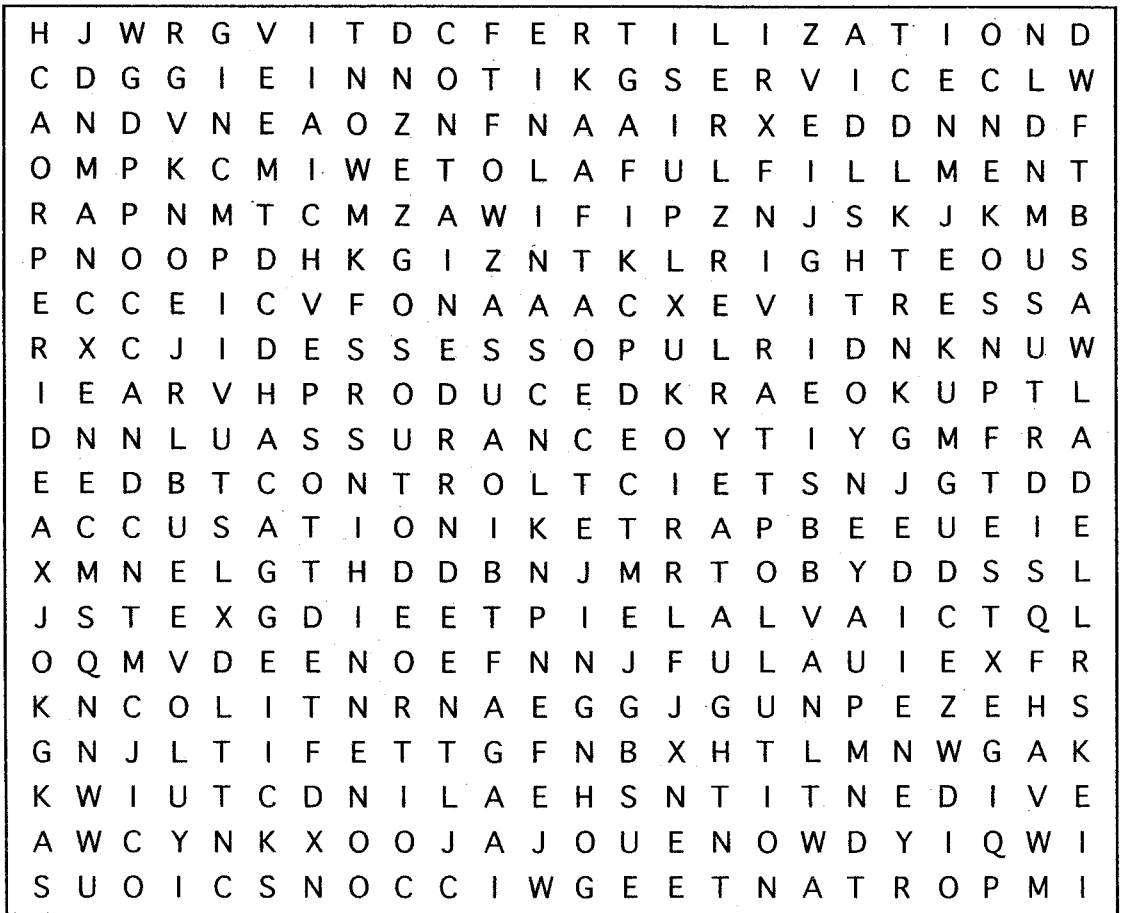 H J W R G V I T D C F E R T I L I Z A T I O N D
C D G G I E I N N O T I K G S E R V I C E C L W
A N D V N E A O Z N F N A A I R X E D D N N D F
O M P K C M I W E T O L A F U L F I L L M E N T
R A P N M T C M Z A W I F I P Z N J S K J K M B
P N O O P D H K G I Z N T K L R I G H T E O U S
E C C E I C V F O N A A A C X E V I T R E S S A
R X C J I D E S S E S S O P U L R I D N K N U W
I E A R V H P R O D U C E D K R A E O K U P T L
D N N L U A S S U R A N C E O Y T I Y G M F R A
E E D B T C O N T R O L T C I E T S N J G T D D
A C C U S A T I O N I K E T R A P B E E U E I E
X M N E L G T H D D B N J M R T O B Y D D S S L
J S T E X G D I E E T P I E L A L V A I C T Q L
O Q M V D E E N O E F N N J F U L A U I E X F R
K N C O L I T N R N A E G G J G U N P E Z E H S
G N J L T I F E T T G F N B X H T L M N W G A K
K W I U T C D N I L A E H S N T I T N E D I V E
A W C Y N K X O O J A J O U E N O W D Y I Q W I
S U O I C S N O C C I W G E E T N A T R O P M I